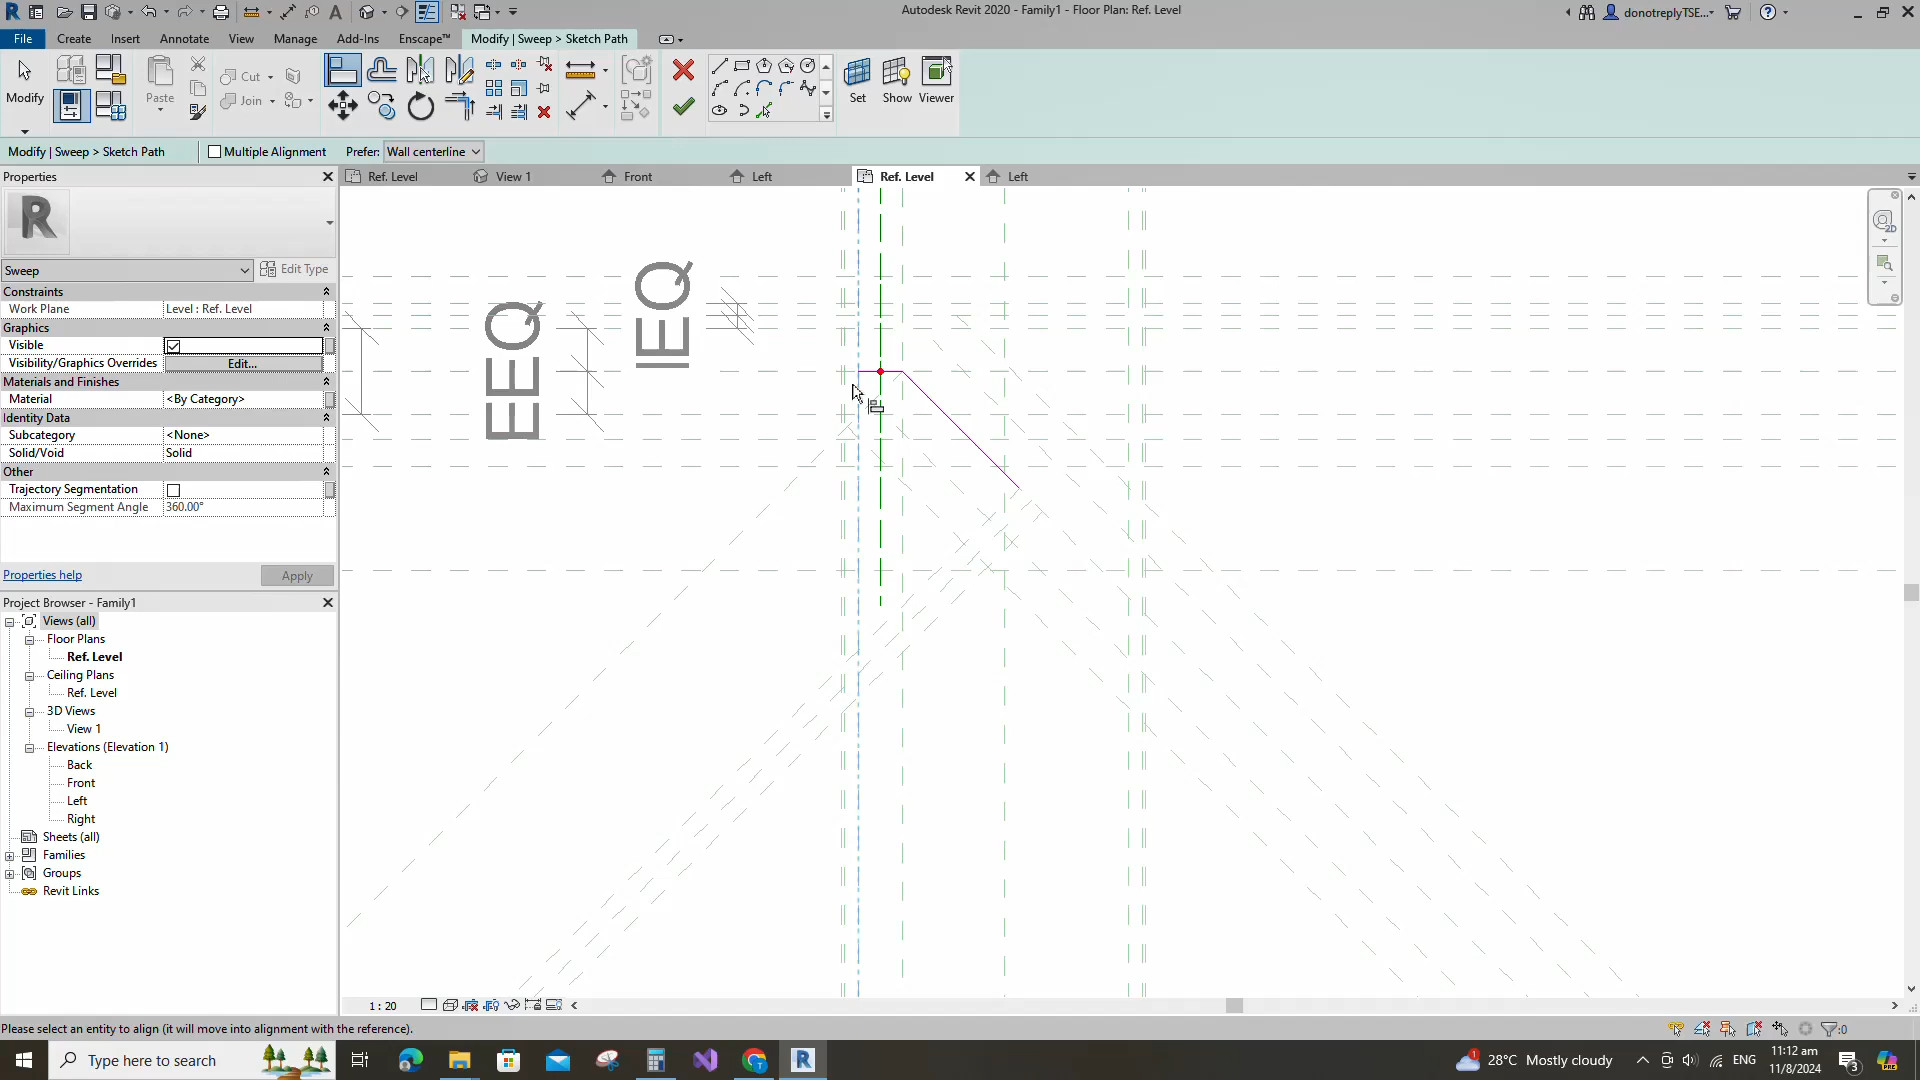 Autodesk Revit 2020 - Family1 - Floor Plan: Ref. Level
donotreplyTSE...
File Create Insert Annotate View Manage Add-Ins Enscape™ Modify | Sweep > Sketch Path
Modify
Paste
Cut
Join
Set
Show
Viewer
Modify | Sweep > Sketch Path
Multiple Alignment
Prefer: Wall centerline
Properties
Ref. Level
View 1
Front
Left
Ref. Level
Left
R
Sweep
Edit Type
Constraints
Work Plane Level : Ref. Level
Graphics
Visible
Visibility/Graphics Overrides Edit...
Materials and Finishes
Material <By Category>
Identity Data
Subcategory <None>
Solid/Void Solid
Other
Trajectory Segmentation
Maximum Segment Angle 360.00°
Properties help
Apply
EEQ
IEQ
2D
Project Browser - Family1
Views (all)
Floor Plans
Ref. Level
Ceiling Plans
Ref. Level
3D Views
View 1
Elevations (Elevation 1)
Back
Front
Left
Right
Sheets (all)
Families
Groups
Revit Links
1 : 20
Please select an entity to align (it will move into alignment with the reference).
:0
Type here to search
28°C Mostly cloudy
ENG
11:12 am
11/8/2024
3